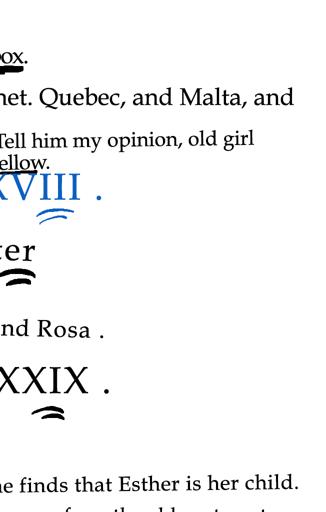 ox.
net. Quebec, and Malta, and
Tell him my opinion, old girl
ellow.
XVIII .
ter
nd Rosa .
XXIX .
e finds that Esther is her child.